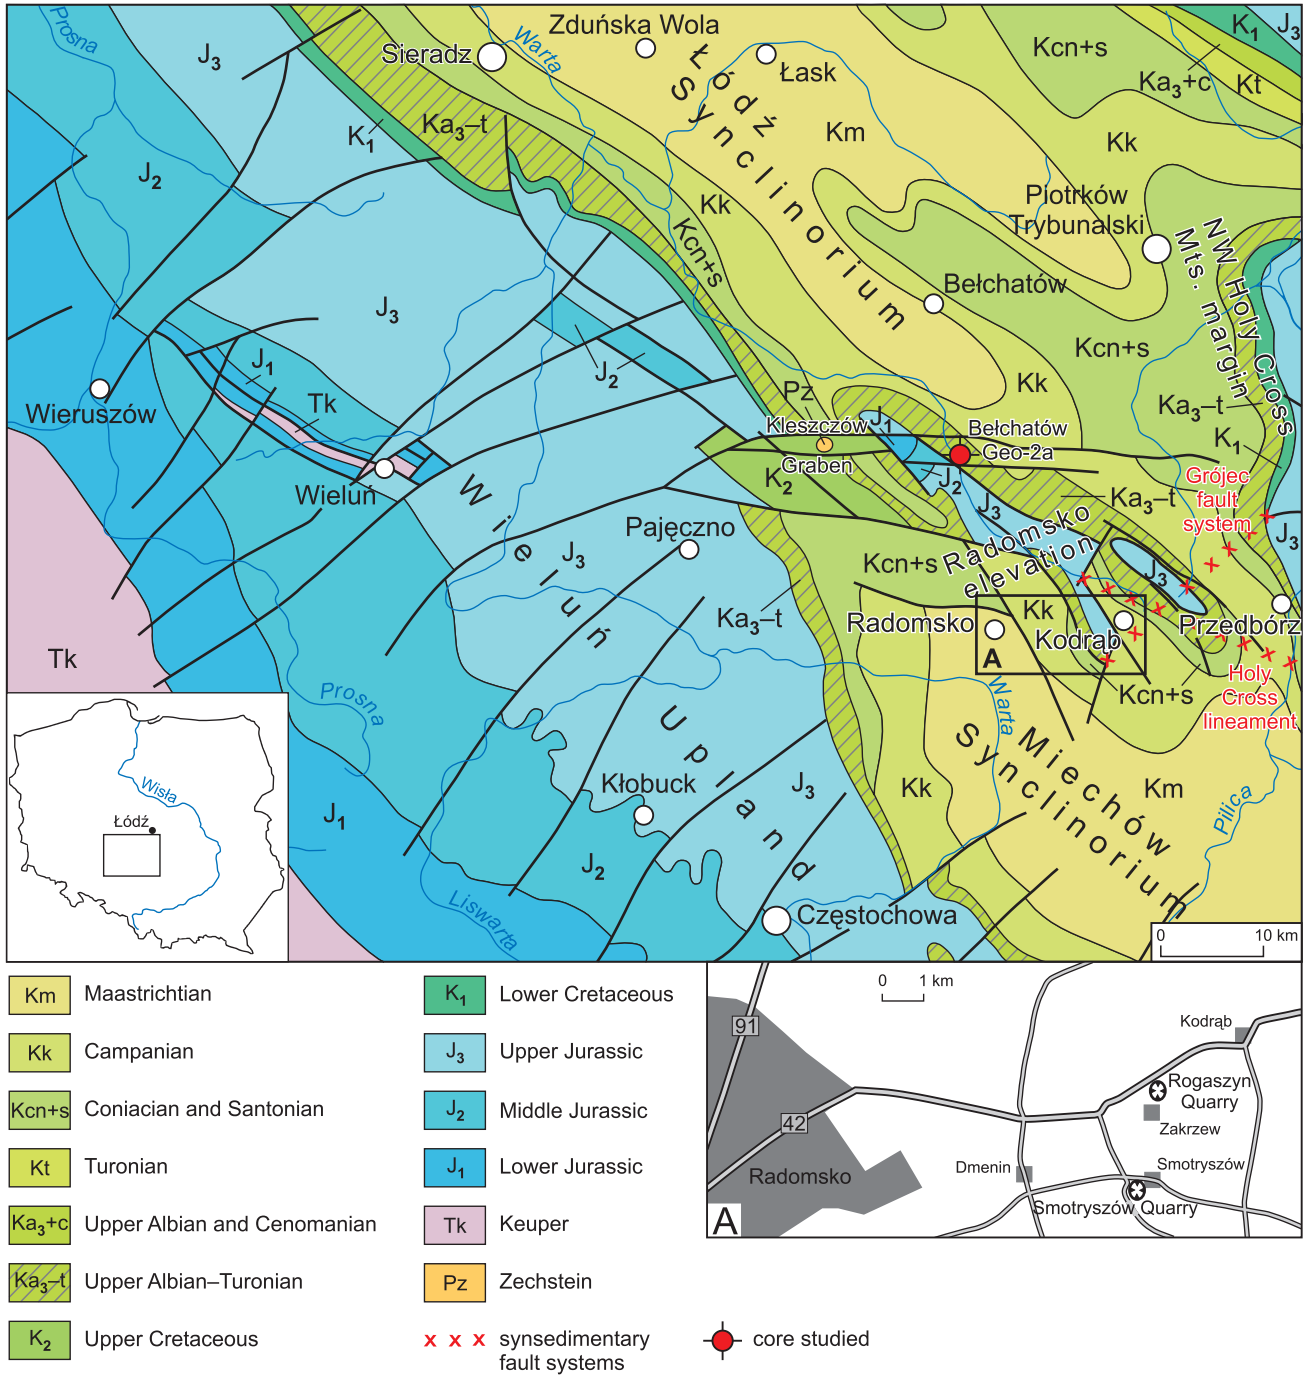 Prosna
J3
Sieradz
Warta
Zduńska Wola
Łask
Łódź
Synclinorium
Km
Kcn+s
Ka3+c
Kt
K1
J3
K1
Ka3–t
J2
Kk
Kk
Kcn+s
Piotrków
Trybunalski
NW Holy Cross
Mts. margin
Bełchatów
Kcn+s
J3
J2
J1
Tk
Wieruszów
Wieluń
Kk
Ka3–t
K1
Pz
Kleszczów
Graben
J1
Bełchatów
Geo-2a
K2
J2
J3
Ka3–t
Grójec
fault
system
J3
Wieluń
Upland
Pajęczno
J3
Kcn+s
Radomsko
elevation
J3
Ka3–t
Radomsko
Kk
Kodrąb
A
Przedbórz
Tk
Kcn+s
Holy
Cross
lineament
Prosna
Warta
Miechów
Synclinorium
Kłobuck
J3
Kk
Km
Pilica
J1
J2
Liswarta
Częstochowa
0 10 km
Wisła
Łódź
Km Maastrichtian
Kk Campanian
Kcn+s Coniacian and Santonian
Kt Turonian
Ka3+c Upper Albian and Cenomanian
Ka3–t Upper Albian–Turonian
K2 Upper Cretaceous
K1 Lower Cretaceous
J3 Upper Jurassic
J2 Middle Jurassic
J1 Lower Jurassic
Tk Keuper
Pz Zechstein
x x x synsedimentary
fault systems
core studied
0 1 km
91
Kodrąb
Rogaszyn
Quarry
42
Zakrzew
Radomsko
Dmenin
Smotryszów
Smotryszów Quarry
A